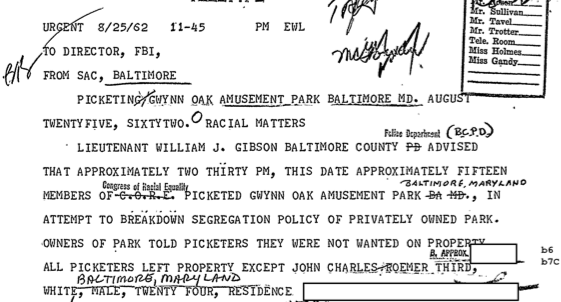 URGENT 8/25/62 11-45 PM EWL
Mr. Sullivan
Mr. Tavel
Mr. Trotter
Tele. Room
Miss Holmes
Miss Gandy
TO DIRECTOR, FBI,
FROM SAC, BALTIMORE
PICKETING GWYNN OAK AMUSEMENT PARK BALTIMORE MD. AUGUST
TWENTYFIVE, SIXTYTWO. RACIAL MATTERS
Police Department (B.C.P.D.)
LIEUTENANT WILLIAM J. GIBSON BALTIMORE COUNTY PD ADVISED
THAT APPROXIMATELY TWO THIRTY PM, THIS DATE APPROXIMATELY FIFTEEN
Congress of Racial Equality BALTIMORE, MARYLAND
MEMBERS OF C.O.R.E. PICKETED GWYNN OAK AMUSEMENT PARK BA MD., IN
ATTEMPT TO BREAKDOWN SEGREGATION POLICY OF PRIVATELY OWNED PARK.
OWNERS OF PARK TOLD PICKETERS THEY WERE NOT WANTED ON PROPERTY
B. APPROX. b6
b7C
ALL PICKETERS LEFT PROPERTY EXCEPT JOHN CHARLES ROEMER THIRD,
BALTIMORE, MARYLAND
WHITE, MALE, TWENTY FOUR, RESIDENCE